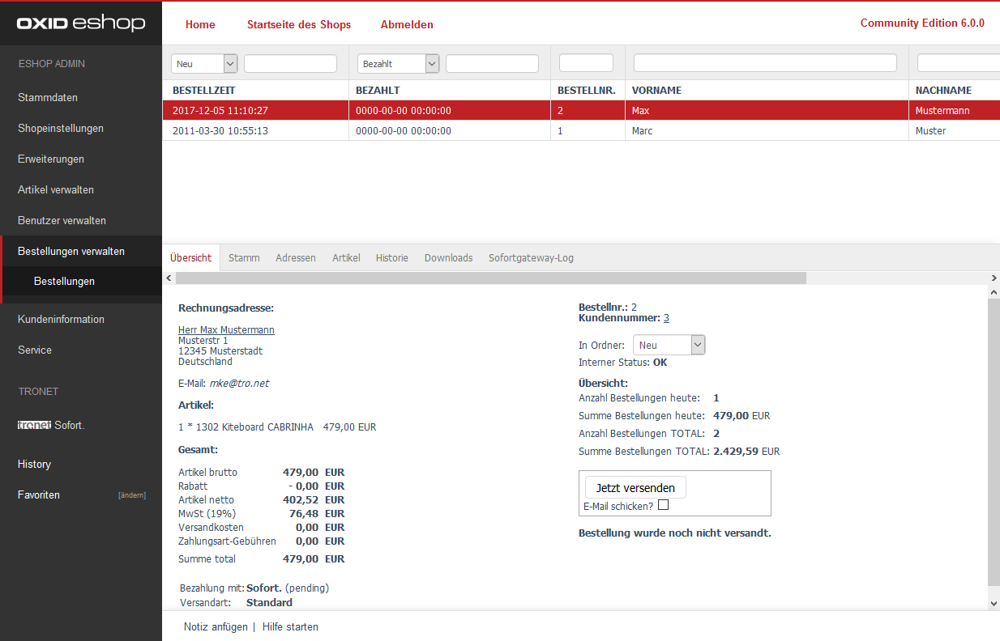 OXID eshop
Home Startseite des Shops Abmelden Community Edition 6.0.0
ESHOP ADMIN
Stammdaten
Shopeinstellungen
Erweiterungen
Artikel verwalten
Benutzer verwalten
Bestellungen verwalten
Bestellungen
Kundeninformation
Service
TRONET
tronet Sofort.
History
Favoriten [ändern]
Neu Bezahlt
BESTELLZEIT BEZAHLT BESTELLNR. VORNAME NACHNAME
2017-12-05 11:10:27 0000-00-00 00:00:00 2 Max Mustermann
2011-03-30 10:55:13 0000-00-00 00:00:00 1 Marc Muster
Übersicht Stamm Adressen Artikel Historie Downloads Sofortgateway-Log
Rechnungsadresse:
Herr Max Mustermann
Musterstr 1
12345 Musterstadt
Deutschland
E-Mail: mke@tro.net
Artikel:
1 * 1302 Kiteboard CABRINHA 479,00 EUR
Gesamt:
Artikel brutto 479,00 EUR
Rabatt - 0,00 EUR
Artikel netto 402,52 EUR
MwSt (19%) 76,48 EUR
Versandkosten 0,00 EUR
Zahlungsart-Gebühren 0,00 EUR
Summe total 479,00 EUR
Bezahlung mit: Sofort. (pending)
Versandart: Standard
Bestellnr.: 2
Kundennummer: 3
In Ordner: Neu
Interner Status: OK
Übersicht:
Anzahl Bestellungen heute: 1
Summe Bestellungen heute: 479,00 EUR
Anzahl Bestellungen TOTAL: 2
Summe Bestellungen TOTAL: 2.429,59 EUR
Jetzt versenden
E-Mail schicken?
Bestellung wurde noch nicht versandt.
Notiz anfügen | Hilfe starten